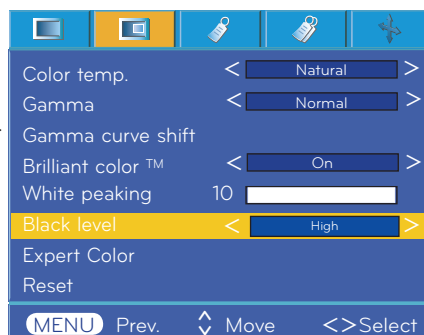 Color temp. < Natural >
Gamma < Normal >
Gamma curve shift
Brilliant color ™ < On >
White peaking 10
Black level < High >
Expert Color
Reset
MENU Prev. Move <>Select